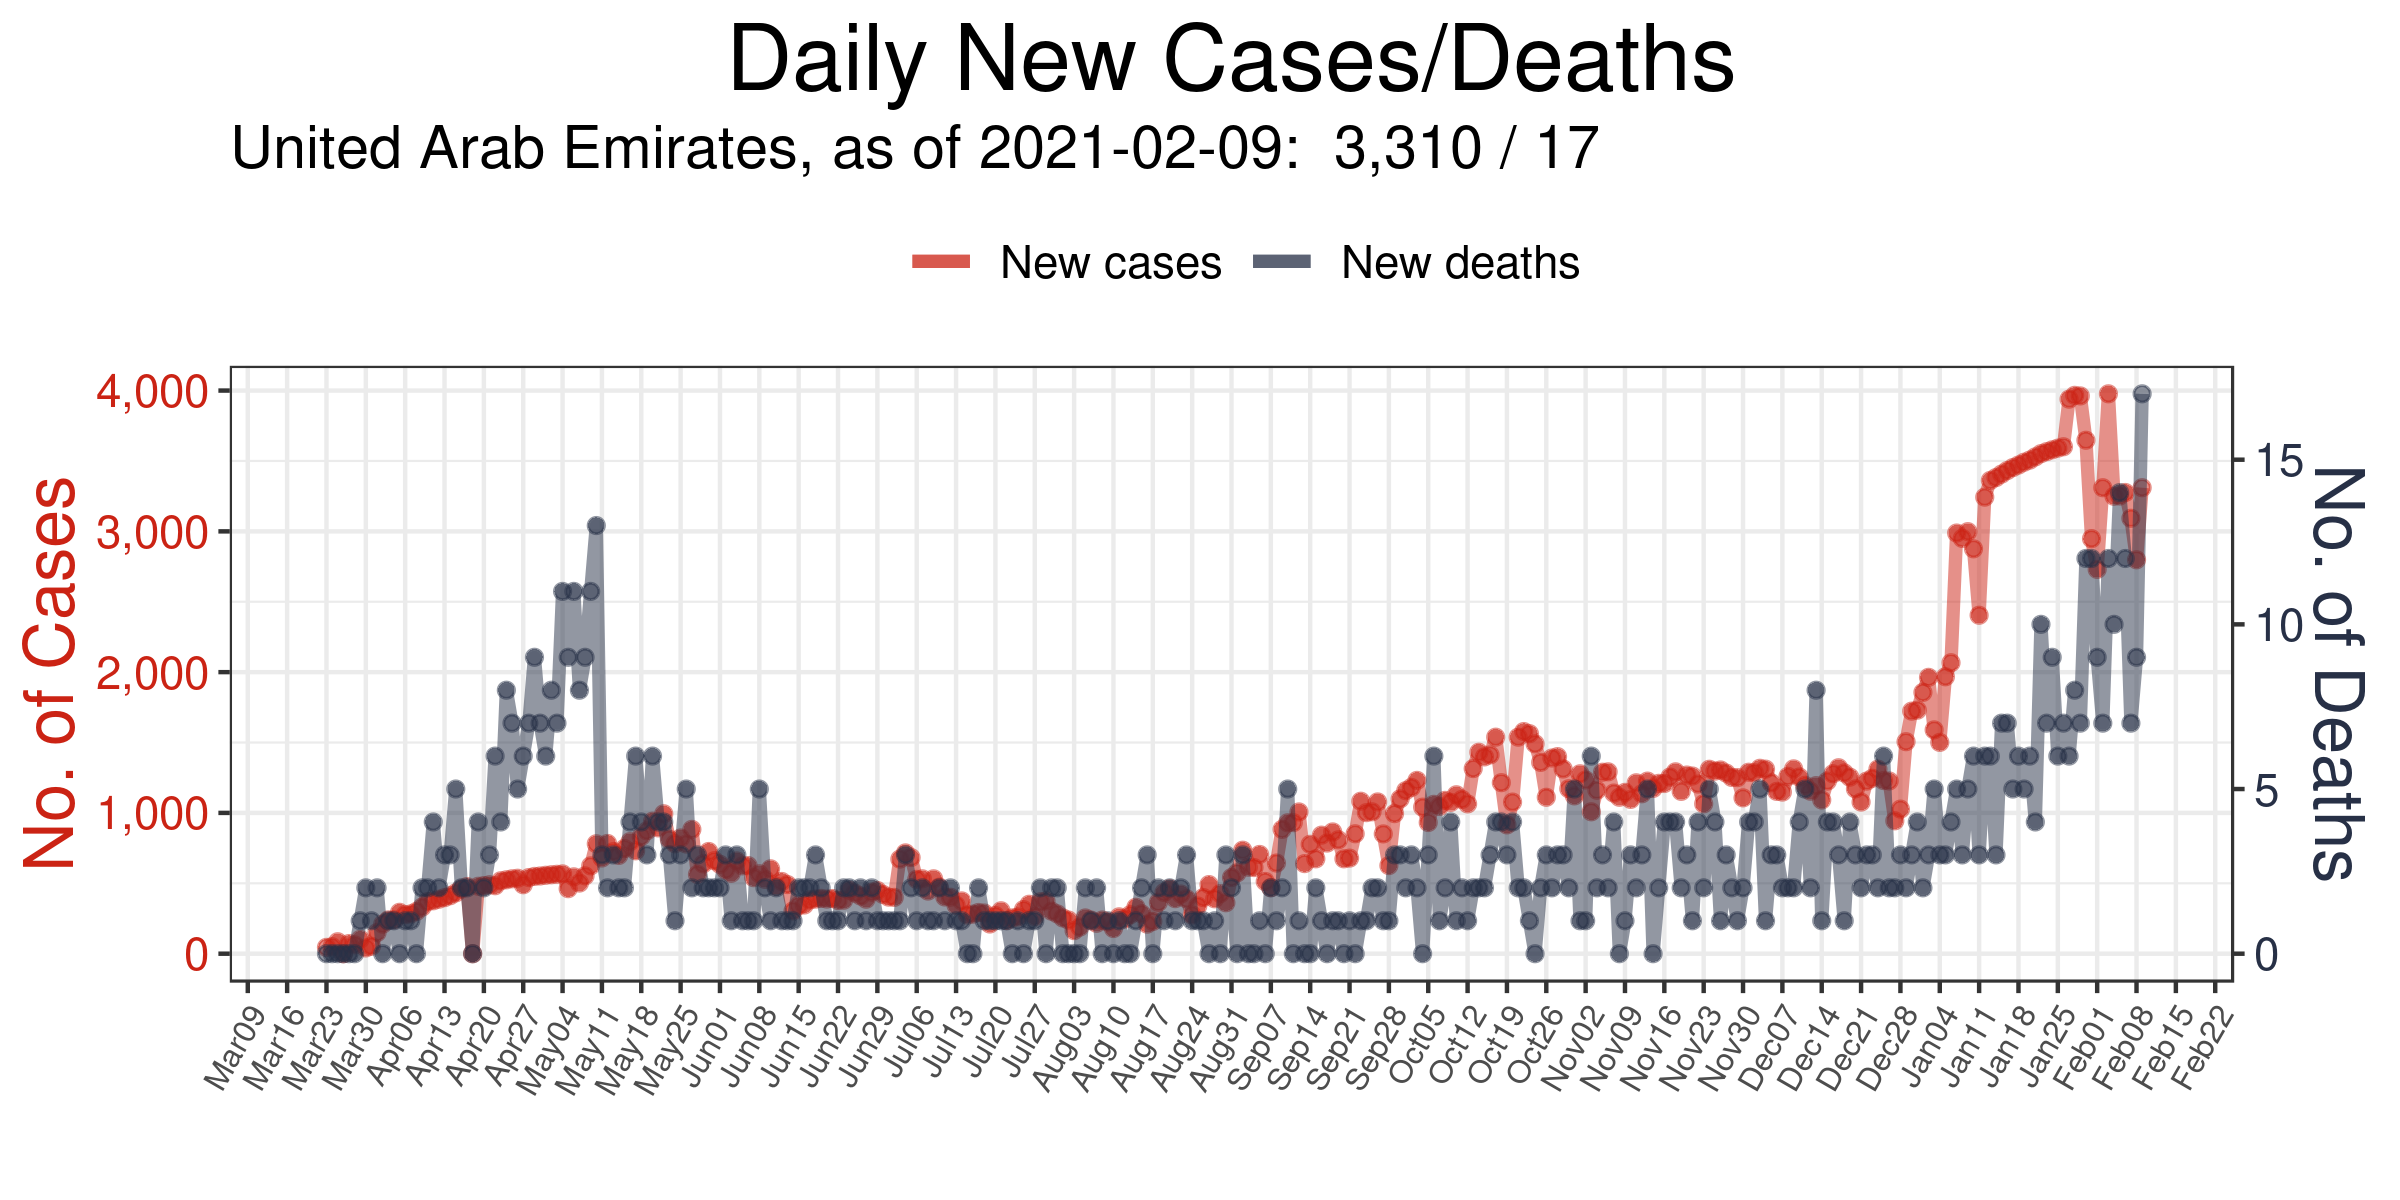 Daily New Cases/Deaths
United Arab Emirates, as of 2021-02-09: 3,310 / 17
New cases New deaths
No. of Cases
4,000
3,000
2,000
1,000
0
15
10
5
0
No. of Deaths
Mar09 Mar16 Mar23 Mar30 Apr06 Apr13 Apr20 Apr27 May04 May11 May18 May25 Jun01 Jun08 Jun15 Jun22 Jun29 Jul06 Jul13 Jul20 Jul27 Aug03 Aug10 Aug17 Aug24 Aug31 Sep07 Sep14 Sep21 Sep28 Oct05 Oct12 Oct19 Oct26 Nov02 Nov09 Nov16 Nov23 Nov30 Dec07 Dec14 Dec21 Dec28 Jan04 Jan11 Jan18 Jan25 Feb01 Feb08 Feb15 Feb22